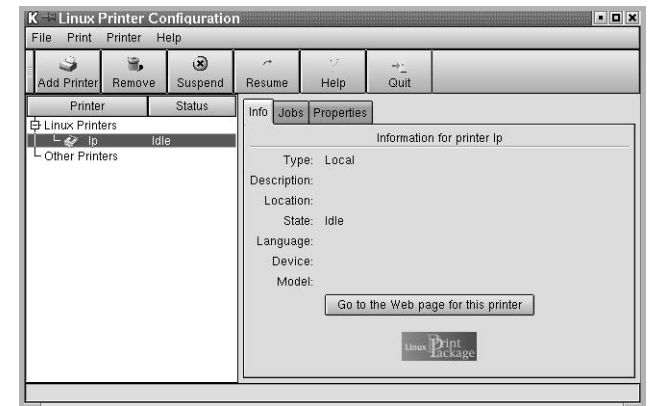 K Linux Printer Configuration
File Print Printer Help
Add Printer Remove Suspend Resume Help Quit
Printer Status
Linux Printers
lp Idle
Other Printers
Info Jobs Properties
Information for printer lp
Type: Local
Description:
Location:
State: Idle
Language:
Device:
Model:
Go to the Web page for this printer
Linux Print Package